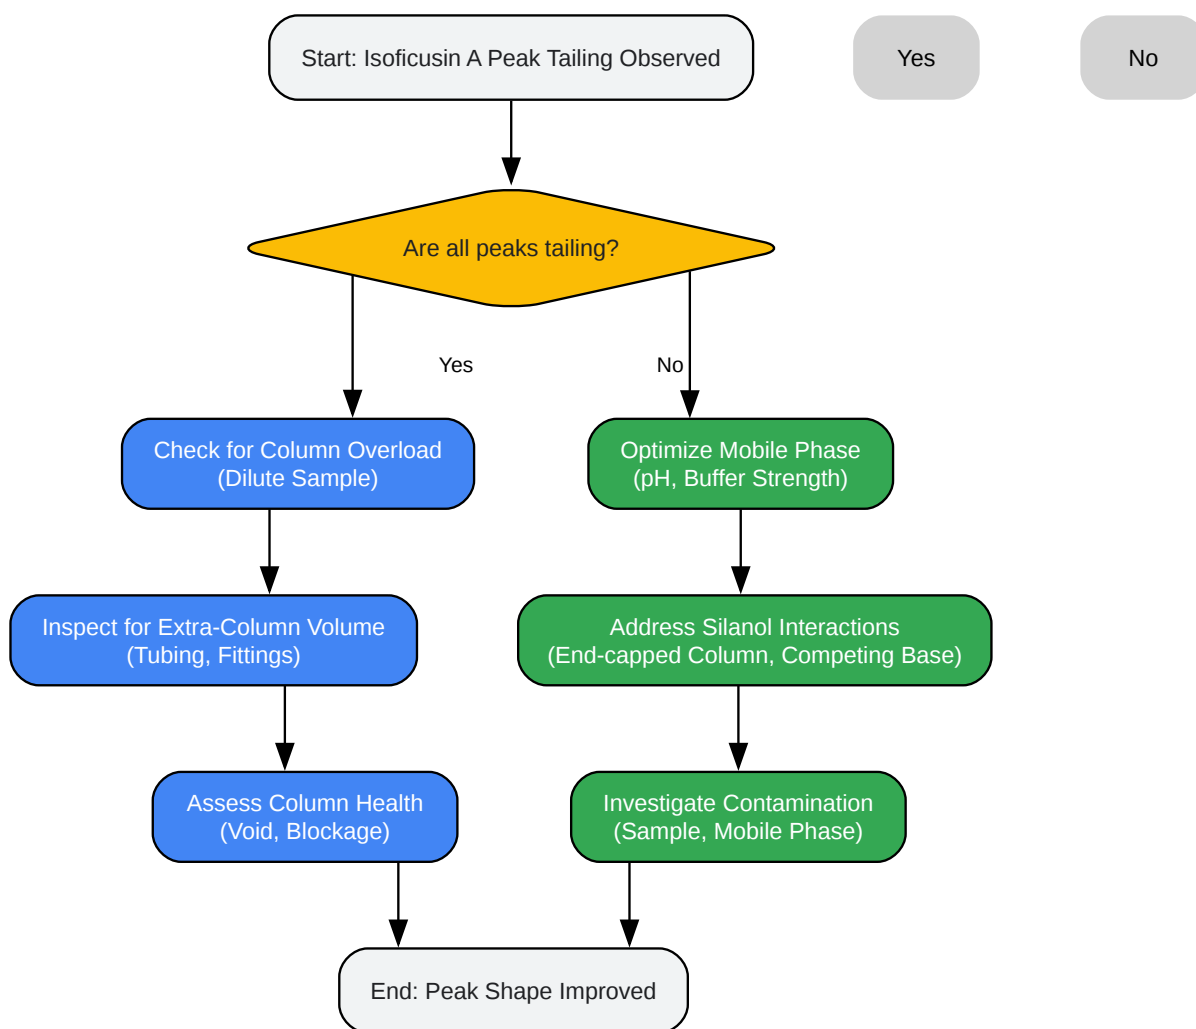 Start: Isoficusin A Peak Tailing Observed
Yes
No
Are all peaks tailing?
Yes
No
Check for Column Overload
(Dilute Sample)
Optimize Mobile Phase
(pH, Buffer Strength)
Inspect for Extra-Column Volume
(Tubing, Fittings)
Address Silanol Interactions
(End-capped Column, Competing Base)
Assess Column Health
(Void, Blockage)
Investigate Contamination
(Sample, Mobile Phase)
End: Peak Shape Improved